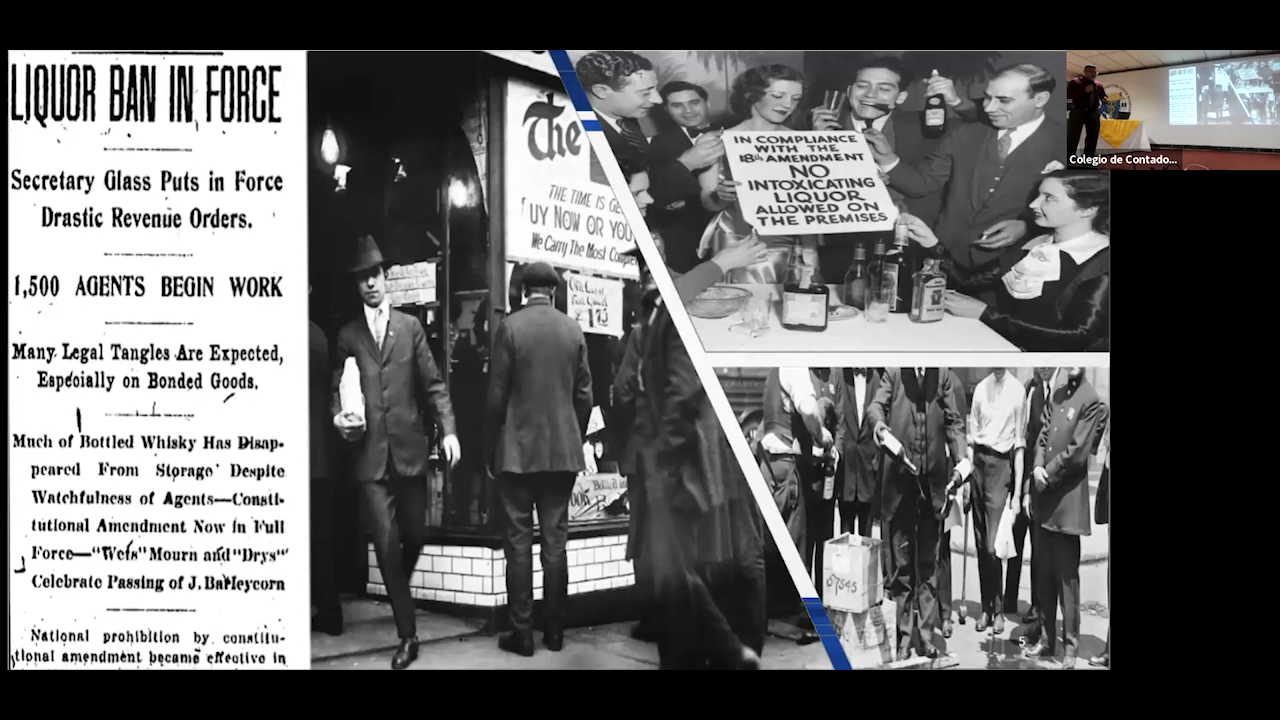 LIQUOR BAN IN FORCE
Secretary Glass Puts in Force
Drastic Revenue Orders.
1,500 AGENTS BEGIN WORK
Many Legal Tangles Are Expected,
Especially on Bonded Goods.
Much of Bottled Whisky Has Disap-
peared From Storage Despite
Watchfulness of Agents—Consti-
tutional Amendment Now in Full
Force—"Wets" Mourn and "Drys"
Celebrate Passing of J. Barleycorn
National prohibition by constitu-
tional amendment became effective in
The
THE TIME IS
UY NOW OR YOU
We Carry The Most
IN COMPLIANCE
WITH THE
18th AMENDMENT
NO
INTOXICATING
LIQUOR
ALLOWED ON
THE PREMISES
5
Colegio de Contado...